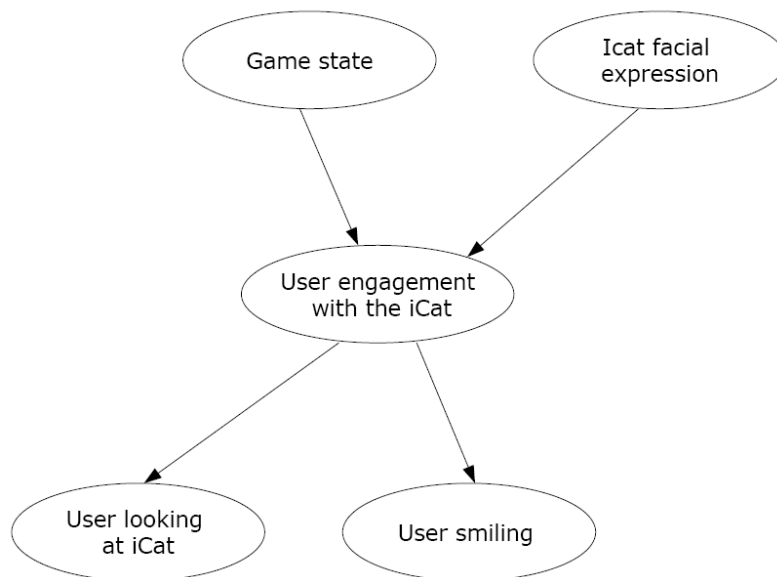 Game state
Icat facial
expression
User engagement
with the iCat
User looking
at iCat
User smiling